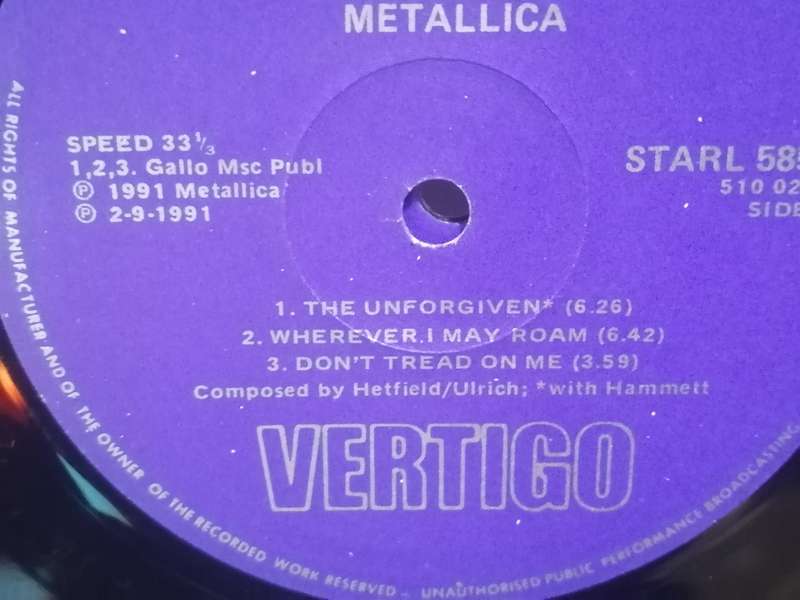 METALLICA
SPEED 33⅓
1,2,3. Gallo Msc Publ
Ⓟ 1991 Metallica
Ⓟ 2-9-1991
STARL 585
510 02
SIDE
1. THE UNFORGIVEN* (6.26)
2. WHEREVER.I MAY ROAM (6.42)
3. DON'T TREAD ON ME (3.59)
Composed by Hetfield/Ulrich; *with Hammett
VERTIGO
ALL RIGHTS OF MANUFACTURER AND OF THE OWNER OF THE RECORDED WORK RESERVED - UNAUTHORISED PUBLIC PERFORMANCE BROADCASTING